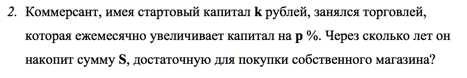 2. Коммерсант, имея стартовый капитал k рублей, занялся торговлей,
которая ежемесячно увеличивает капитал на p %. Через сколько лет он
накопит сумму S, достаточную для покупки собственного магазина?